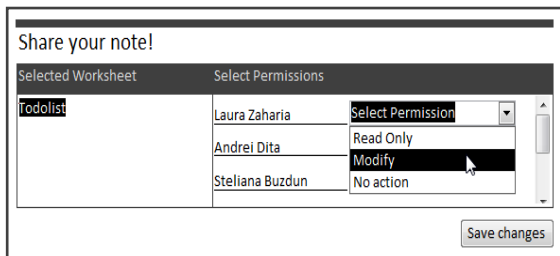 Share your note!
Selected Worksheet Select Permissions
Todolist
Laura Zaharia Select Permission
Read Only
Andrei Dita
Modify
Steliana Buzdun No action
Save changes